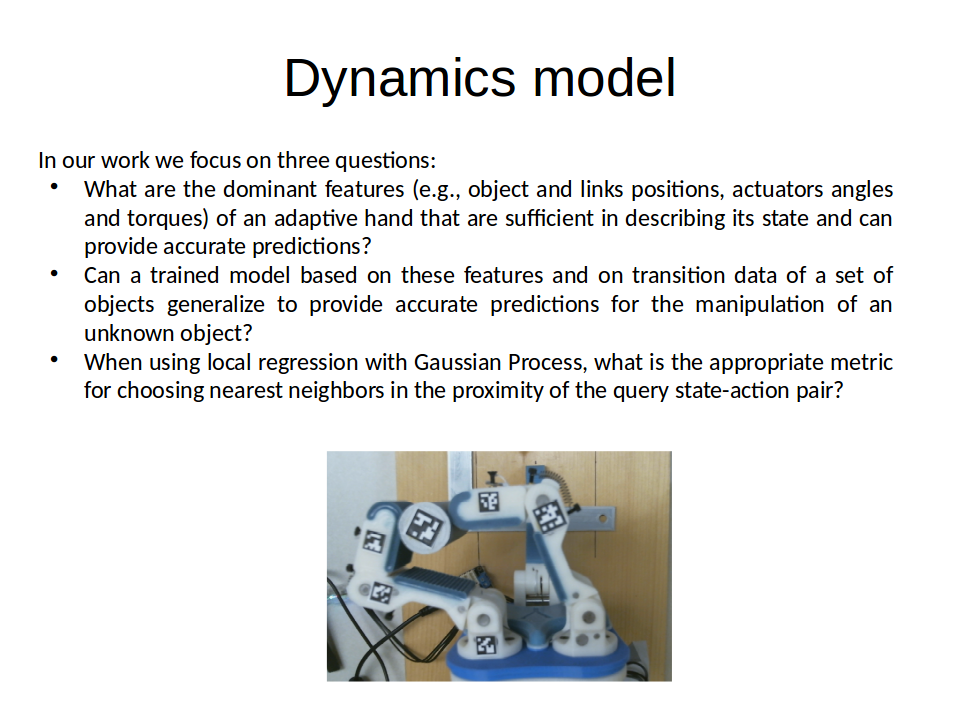 Dynamics model
In our work we focus on three questions:
• What are the dominant features (e.g., object and links positions, actuators angles
and torques) of an adaptive hand that are sufficient in describing its state and can
provide accurate predictions?
• Can a trained model based on these features and on transition data of a set of
objects generalize to provide accurate predictions for the manipulation of an
unknown object?
• When using local regression with Gaussian Process, what is the appropriate metric
for choosing nearest neighbors in the proximity of the query state-action pair?